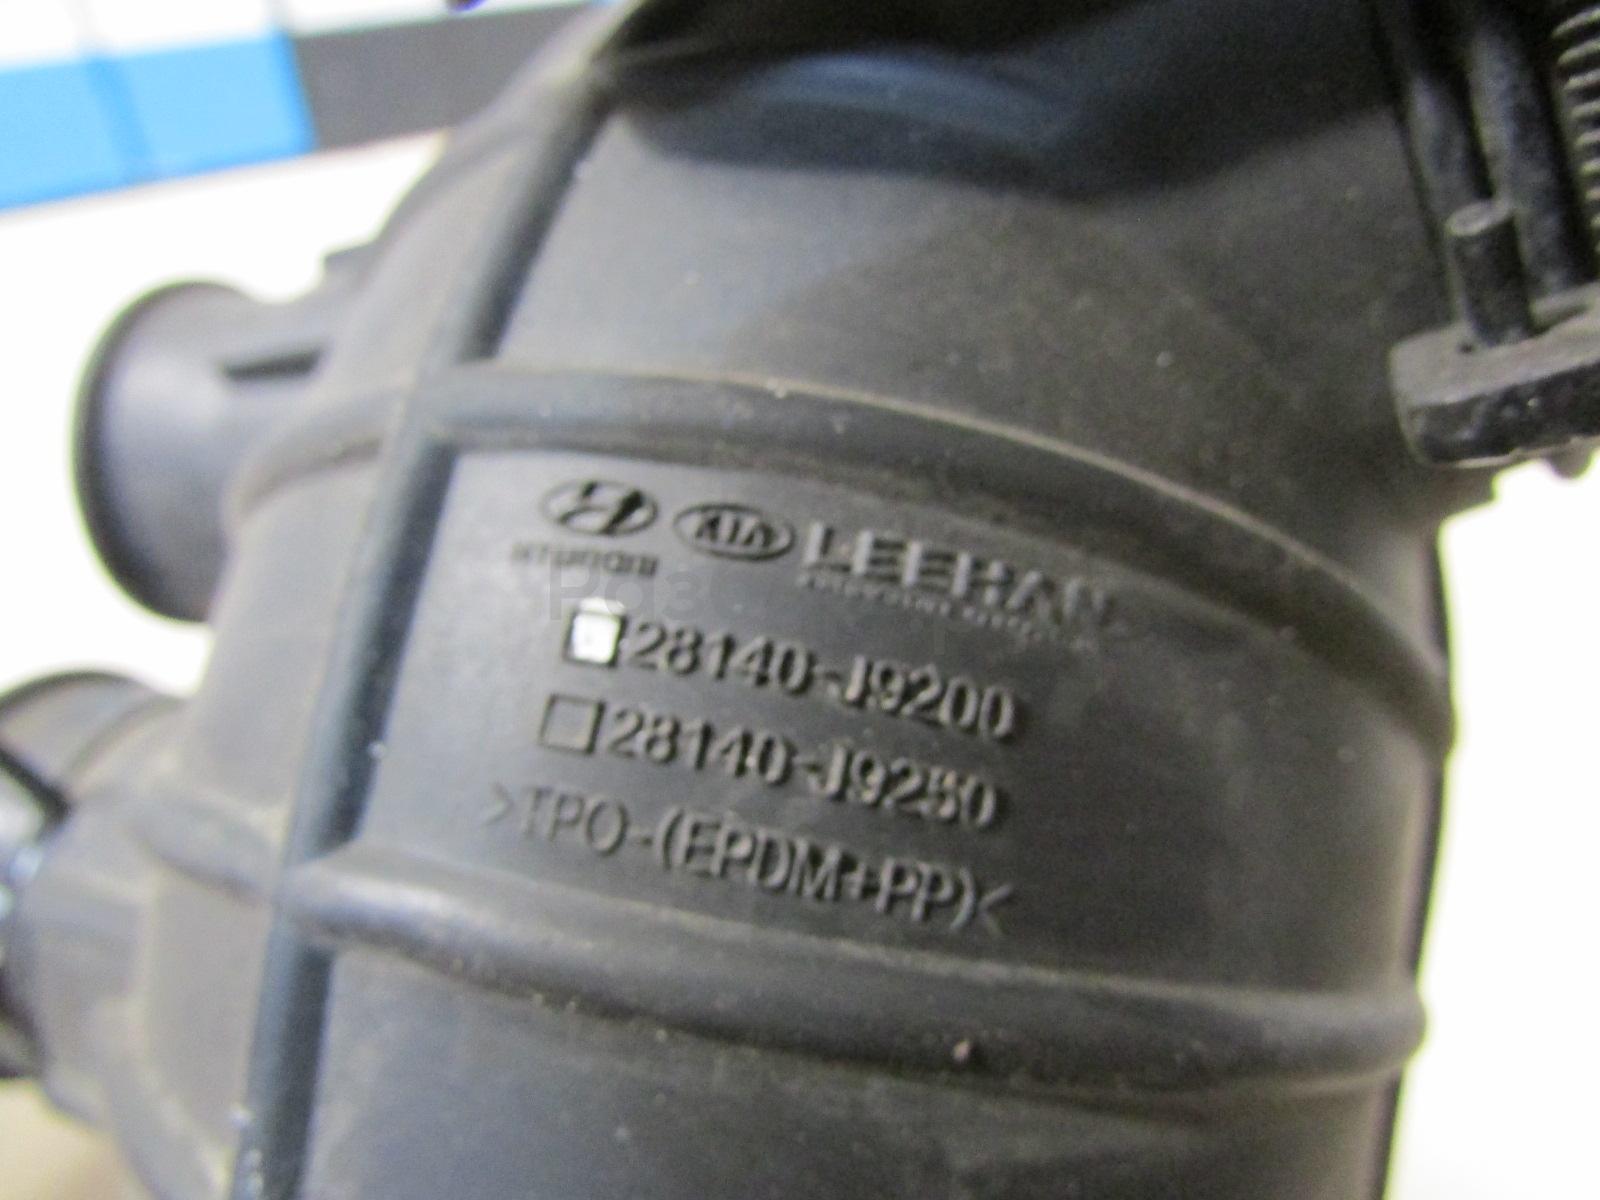 HYUNDAI KIA LEEHAN
28140-J9200
28140-J9250
>TPO-(EPDM+PP)<